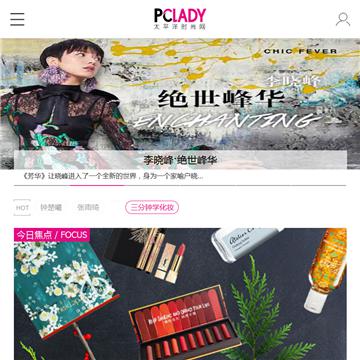 PCLADY
太平洋时尚网
CHIC FEVER
李晓峰
绝世峰华
ENCHANTING
李晓峰·绝世峰华
《芳华》让晓峰进入了一个全新的世界，身为一个家喻户晓...
HOT 钟楚曦 张雨绮 三分钟学化妆
今日焦点 / FOCUS